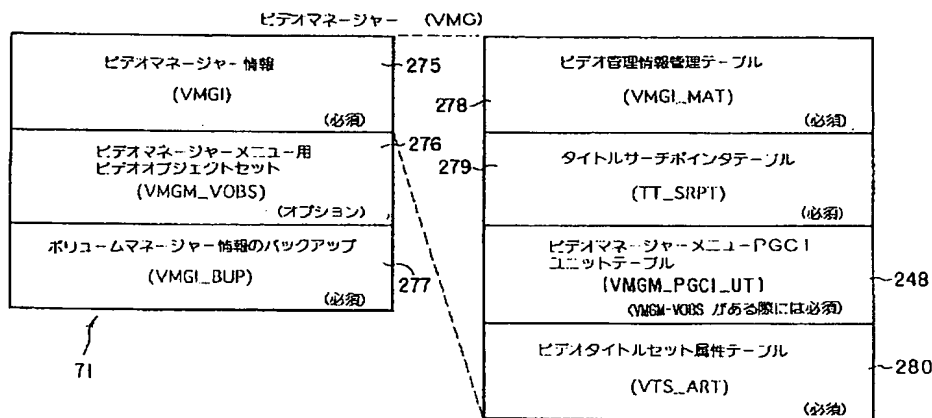 ビデオマネージャー (VMG)
ビデオマネージャー情報
(VMGI)
(必須)
275
ビデオマネージャーメニュー用
ビデオオブジェクトセット
(VMGM_VOBS)
(オプション)
276
ボリュームマネージャー情報のバックアップ
(VMGI_BUP)
(必須)
277
71
ビデオ管理情報管理テーブル
(VMGI_MAT)
(必須)
278
タイトルサーチポインタテーブル
(TT_SRPT)
(必須)
279
ビデオマネージャーメニューPGCI
ユニットテーブル
(VMGM_PGCI_UT)
(VMGM-VOBS がある際には必須)
248
ビデオタイトルセット属性テーブル
(VTS_ART)
(必須)
280